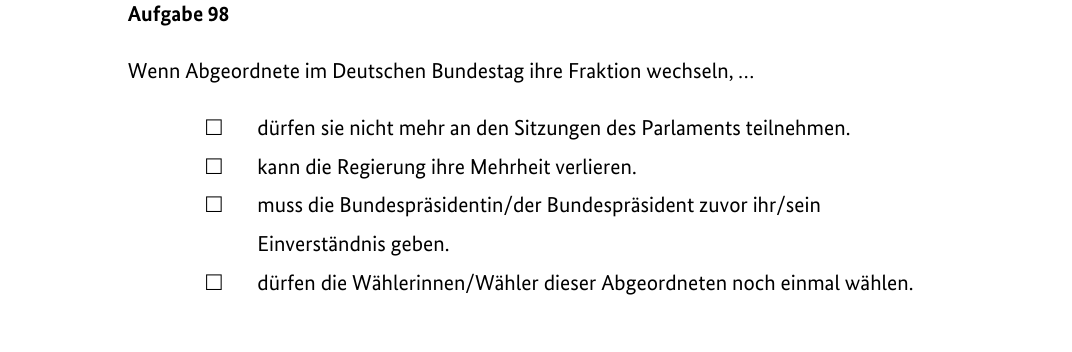 Aufgabe 98
Wenn Abgeordnete im Deutschen Bundestag ihre Fraktion wechseln, …
☐ dürfen sie nicht mehr an den Sitzungen des Parlaments teilnehmen.
☐ kann die Regierung ihre Mehrheit verlieren.
☐ muss die Bundespräsidentin/der Bundespräsident zuvor ihr/sein
Einverständnis geben.
☐ dürfen die Wählerinnen/Wähler dieser Abgeordneten noch einmal wählen.